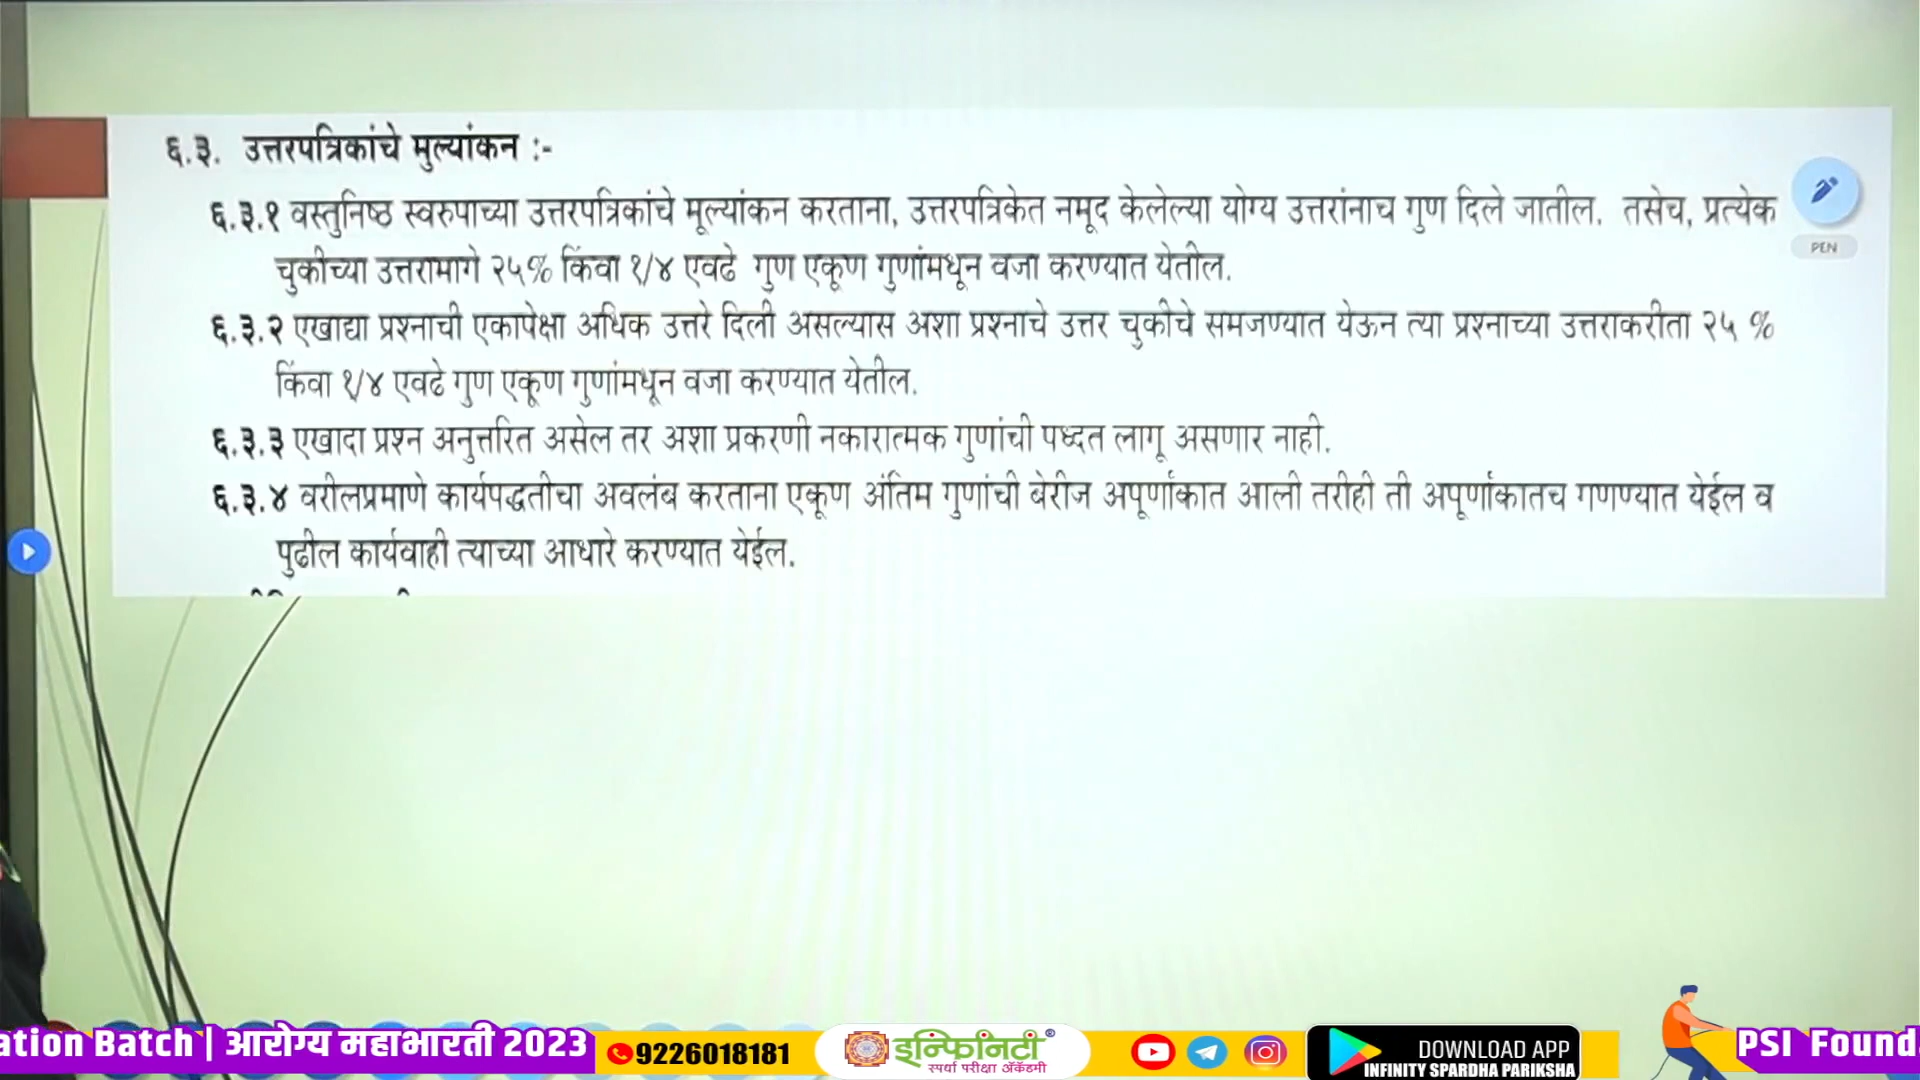 ६.३. उत्तरपत्रिकांचे मुल्यांकन :-
६.३.१ वस्तुनिष्ठ स्वरुपाच्या उत्तरपत्रिकांचे मूल्यांकन करताना, उत्तरपत्रिकेत नमूद केलेल्या योग्य उत्तरांनाच गुण दिले जातील. तसेच, प्रत्येक
चुकीच्या उत्तरामागे २५% किंवा १/४ एवढे गुण एकूण गुणांमधून वजा करण्यात येतील.
६.३.२ एखाद्या प्रश्नाची एकापेक्षा अधिक उत्तरे दिली असल्यास अशा प्रश्नाचे उत्तर चुकीचे समजण्यात येऊन त्या प्रश्नाच्या उत्तराकरीता २५ %
किंवा १/४ एवढे गुण एकूण गुणांमधून वजा करण्यात येतील.
६.३.३ एखादा प्रश्न अनुत्तरित असेल तर अशा प्रकरणी नकारात्मक गुणांची पध्दत लागू असणार नाही.
६.३.४ वरीलप्रमाणे कार्यपद्धतीचा अवलंब करताना एकूण अंतिम गुणांची बेरीज अपूर्णांकात आली तरीही ती अपूर्णांकातच गणण्यात येईल व
पुढील कार्यवाही त्याच्या आधारे करण्यात येईल.
PEN
ation Batch | आरोग्य महाभारती 2023
9226018181
इन्फिनिटी
स्पर्धा परीक्षा अ‍ॅकॅडमी
DOWNLOAD APP
INFINITY SPARDHA PARIKSHA
PSI Found